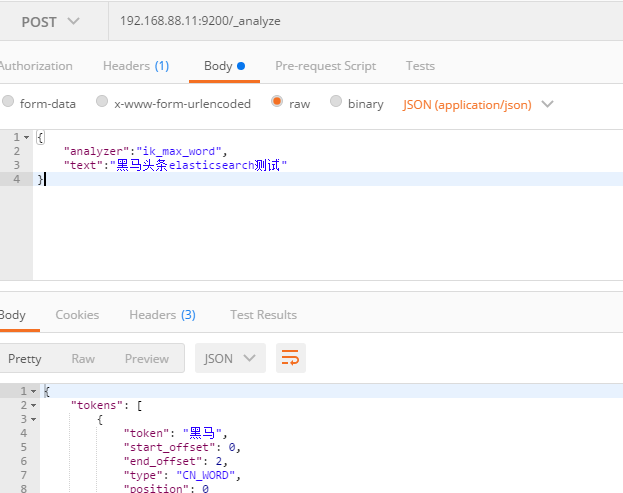 POST 192.168.88.11:9200/_analyze
Authorization Headers (1) Body Pre-request Script Tests
form-data x-www-form-urlencoded raw binary JSON (application/json)
1 {
2 "analyzer":"ik_max_word",
3 "text":"黑马头条elasticsearch测试"
4 }
Body Cookies Headers (3) Test Results
Pretty Raw Preview JSON
1 {
2 "tokens": [
3 {
4 "token": "黑马",
5 "start_offset": 0,
6 "end_offset": 2,
7 "type": "CN_WORD",
8 "position": 0